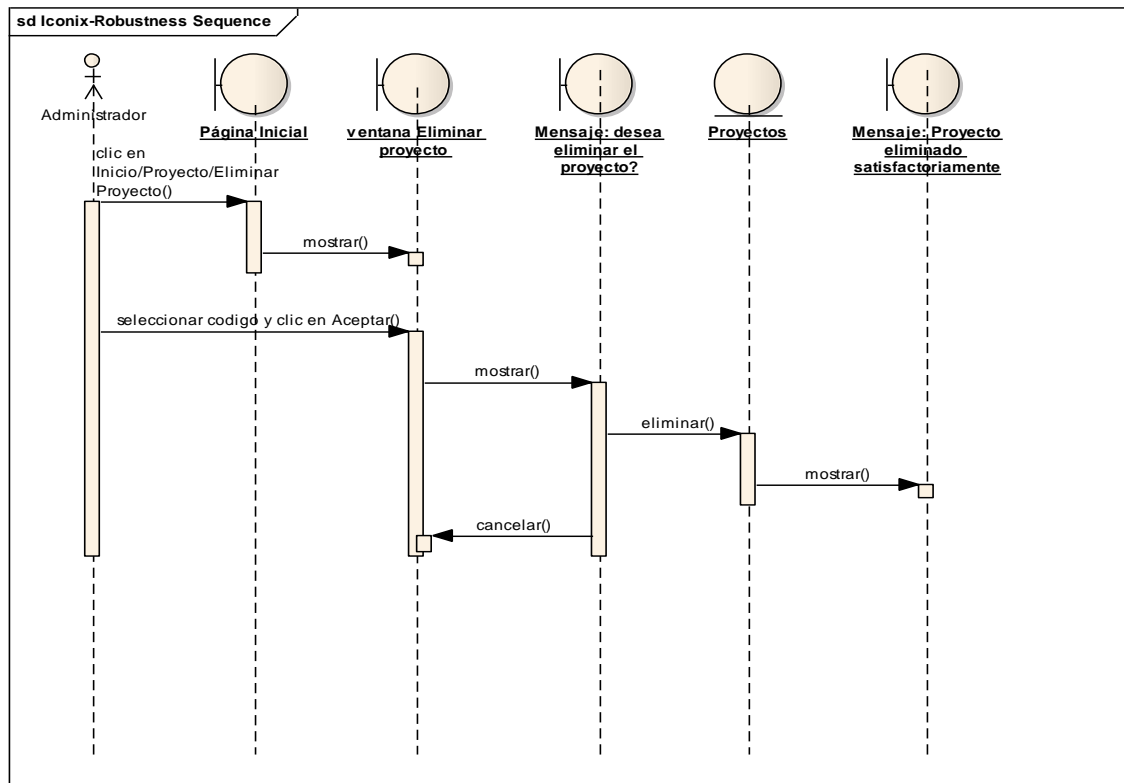 sd Iconix-Robustness Sequence
Administrador
Página Inicial
ventana Eliminar
proyecto
Mensaje: desea
eliminar el
proyecto?
Proyectos
Mensaje: Proyecto
eliminado
satisfactoriamente
clic en
Inicio/Proyecto/Eliminar
Proyecto()
mostrar()
seleccionar codigo y clic en Aceptar()
mostrar()
eliminar()
mostrar()
cancelar()